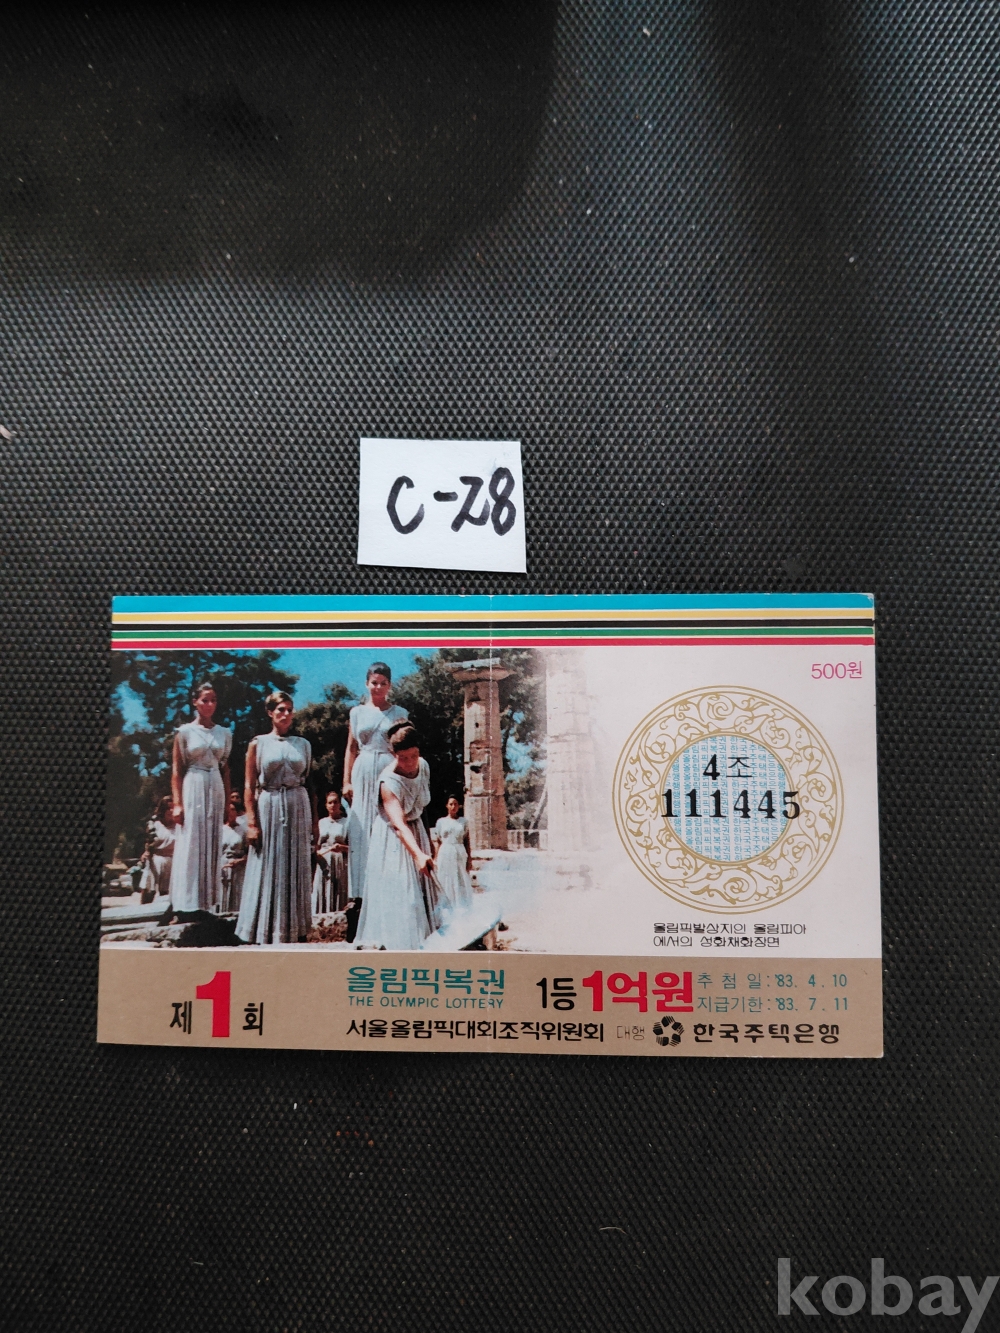 C-28
500원
4조
111445
올림픽발상지인 올림피아
에서의 성화채화장면
제1회
올림픽복권
THE OLYMPIC LOTTERY
1등 1억원
추첨일:'83. 4. 10
지급기한:'83. 7. 11
서울올림픽대회조직위원회 대행 한국주택은행
kobay